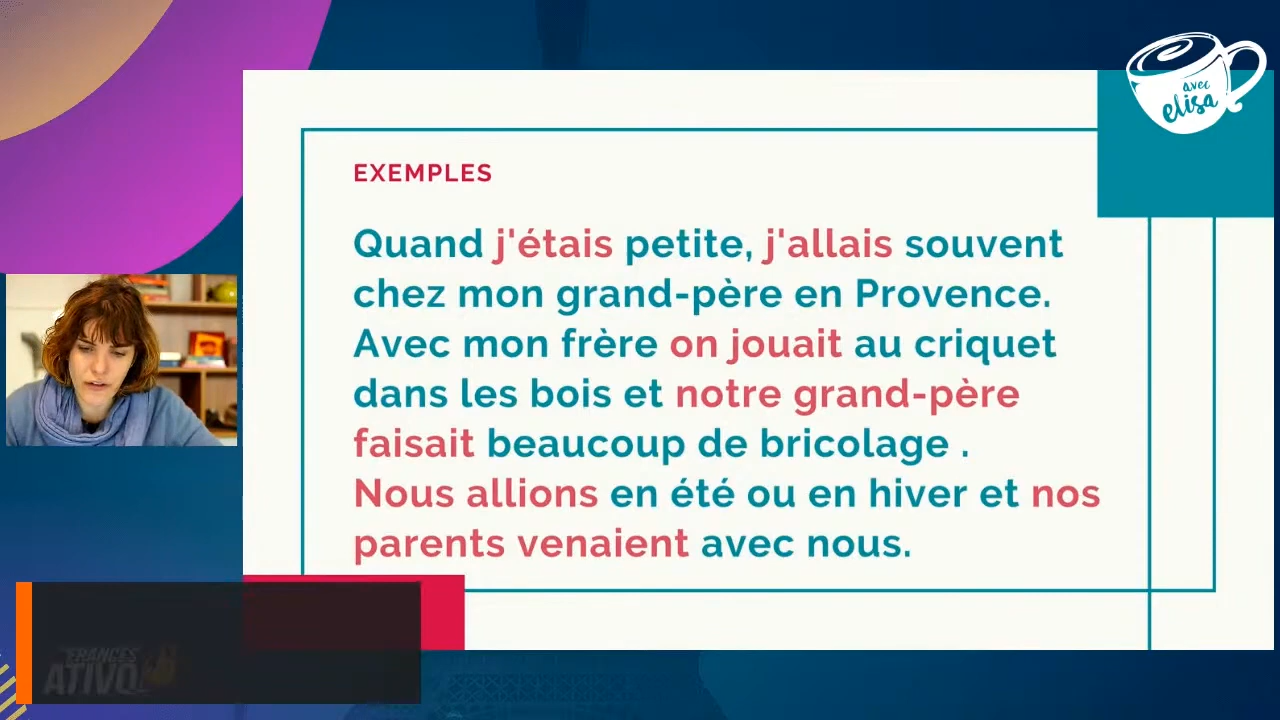 avec
elisa
EXEMPLES
Quand j'étais petite, j'allais souvent
chez mon grand-père en Provence.
Avec mon frère on jouait au criquet
dans les bois et notre grand-père
faisait beaucoup de bricolage .
Nous allions en été ou en hiver et nos
parents venaient avec nous.
FRANCÊS
ATIVO